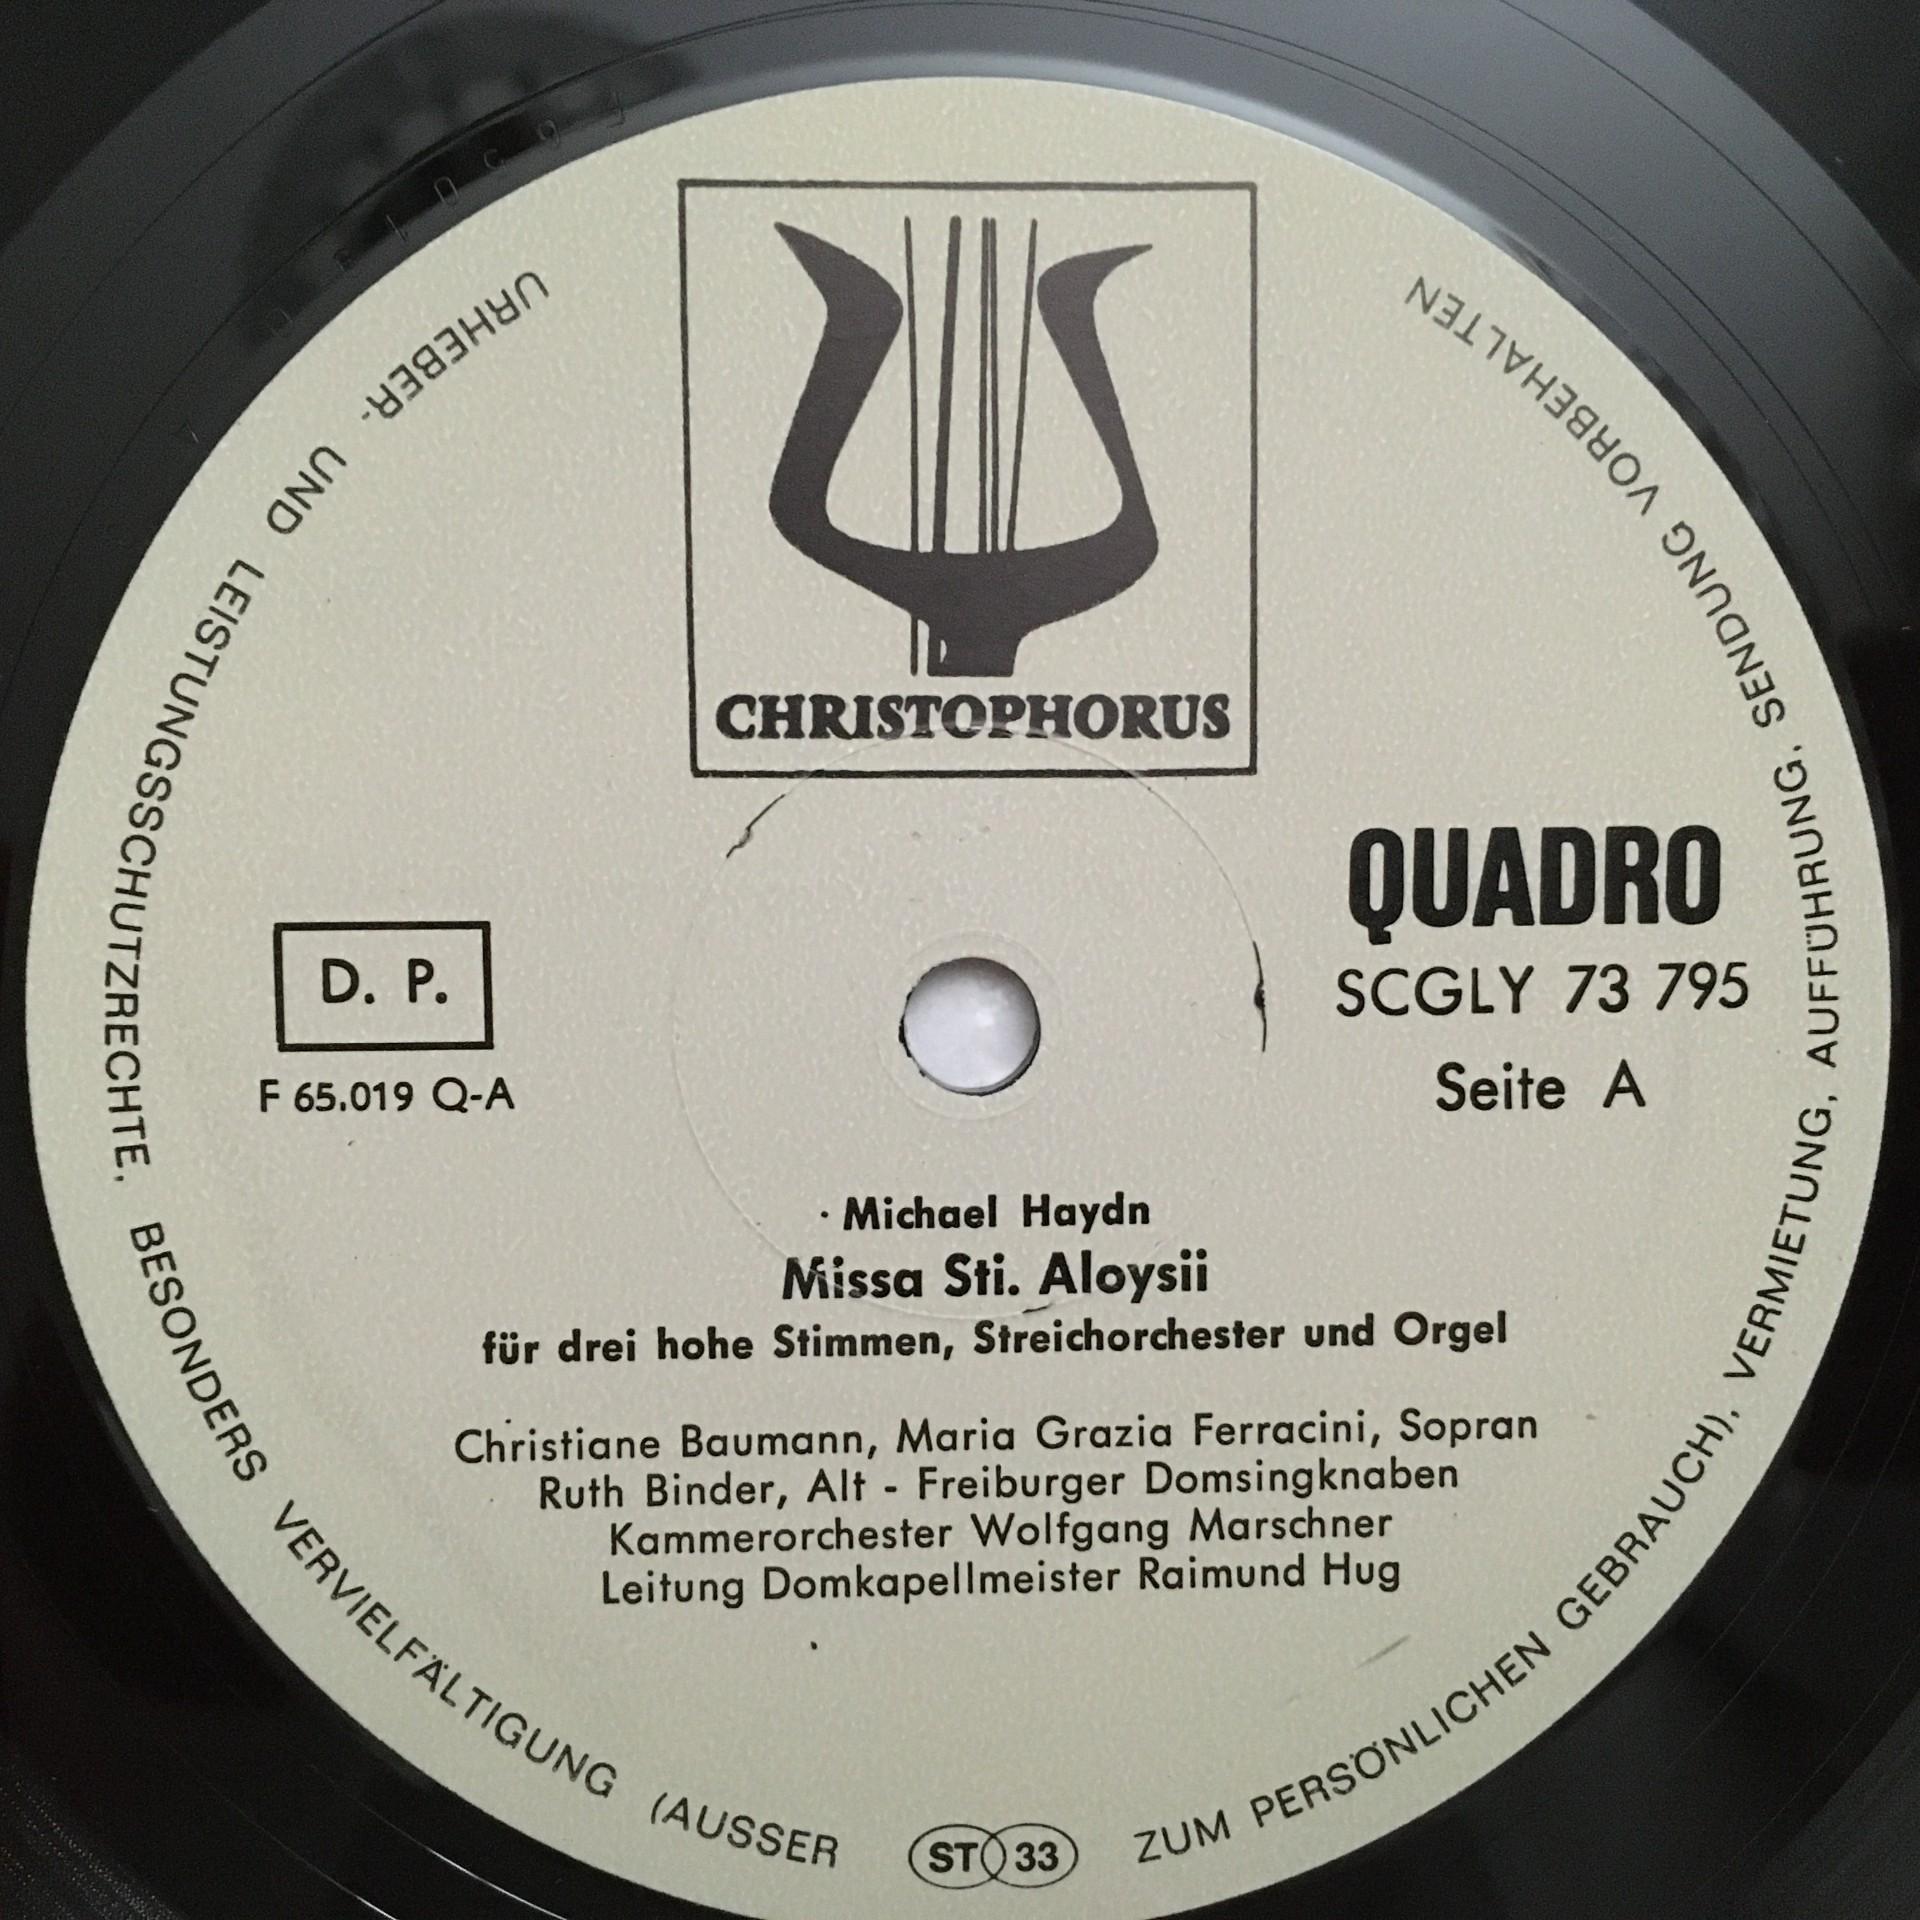 CHRISTOPHORUS
QUADRO
SCGLY 73 795
Seite A
D. P.
F 65.019 Q-A
Michael Haydn
Missa Sti. Aloysii
für drei hohe Stimmen, Streichorchester und Orgel
Christiane Baumann, Maria Grazia Ferracini, Sopran
Ruth Binder, Alt - Freiburger Domsingknaben
Kammerorchester Wolfgang Marschner
Leitung Domkapellmeister Raimund Hug
URHEBER- UND LEISTUNGSSCHUTZRECHTE, BESONDERS VERVIELFÄLTIGUNG (AUSSER ZUM PERSÖNLICHEN GEBRAUCH), VERMIETUNG, AUFFÜHRUNG, SENDUNG VORBEHALTEN
ST 33